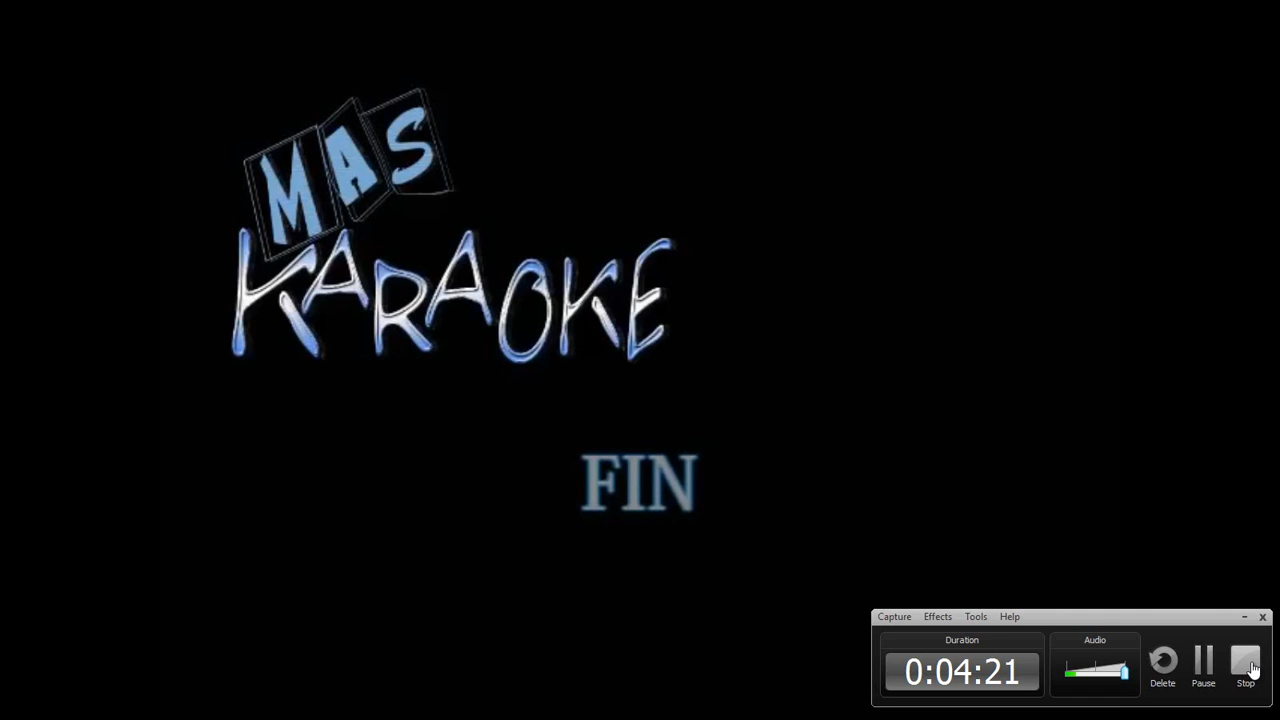 MAS
KARAOKE
FIN
Capture Effects Tools Help
Duration
Audio
0:04:21
Delete Pause Stop